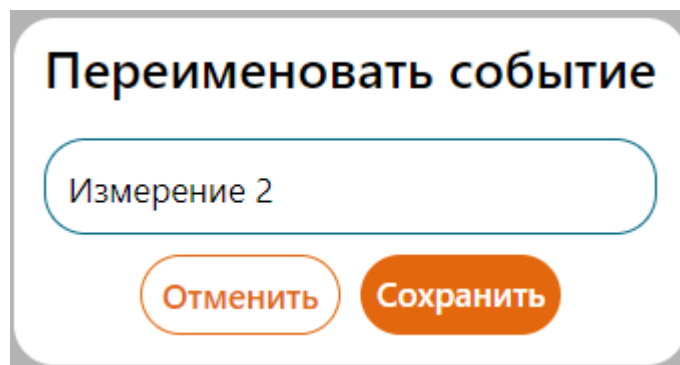 Переименовать событие
Измерение 2
Отменить
Сохранить